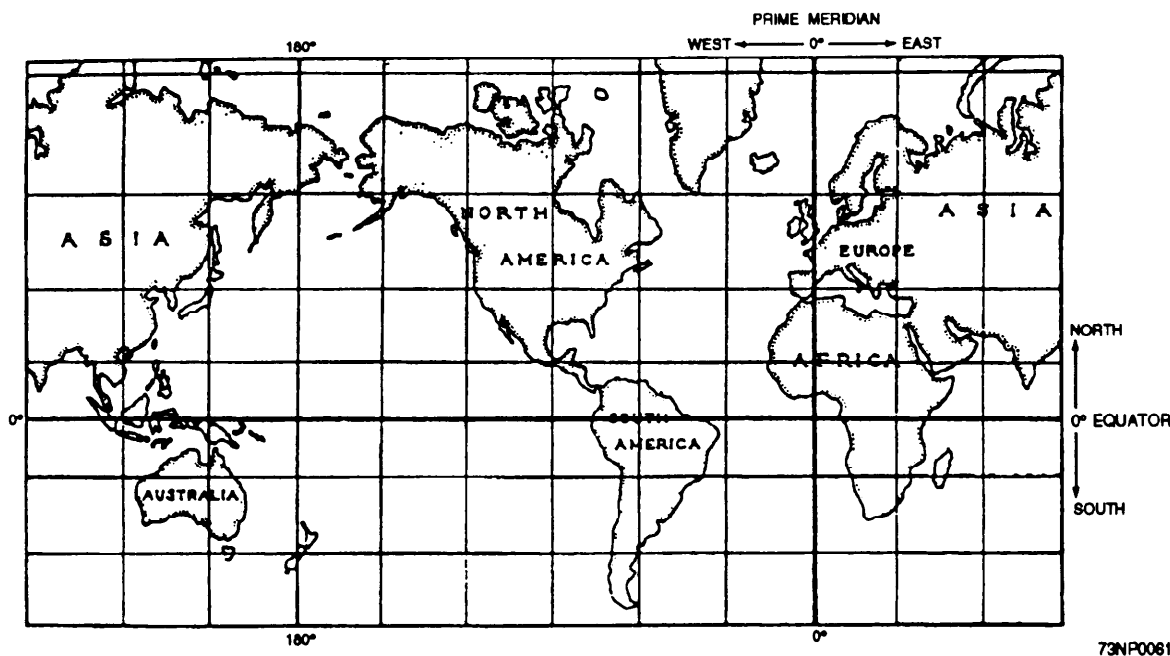 PRIME MERIDIAN
180° WEST 0° EAST
NORTH
A S I A
A S I A
AMERICA
EUROPE
NORTH
AFRICA
SOUTH
0° 0° EQUATOR
AMERICA
AUSTRALIA
SOUTH
180° 0°
73NP0061